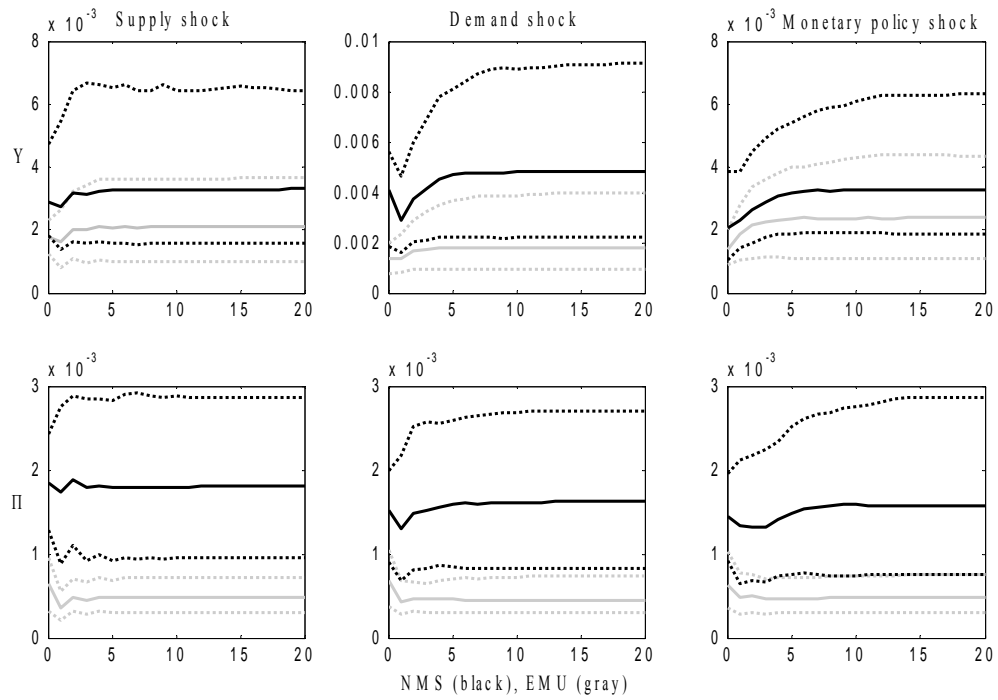 x 10⁻³ Supply shock
Demand shock
x 10⁻³ Monetary policy shock
8
6
4
2
0
Y
0 5 10 15 20
0.01
0.008
0.006
0.004
0.002
0
0 5 10 15 20
8
6
4
2
0
0 5 10 15 20
x 10⁻³
3
2
1
0
Π
0 5 10 15 20
x 10⁻³
3
2
1
0
0 5 10 15 20
x 10⁻³
3
2
1
0
0 5 10 15 20
NMS (black), EMU (gray)